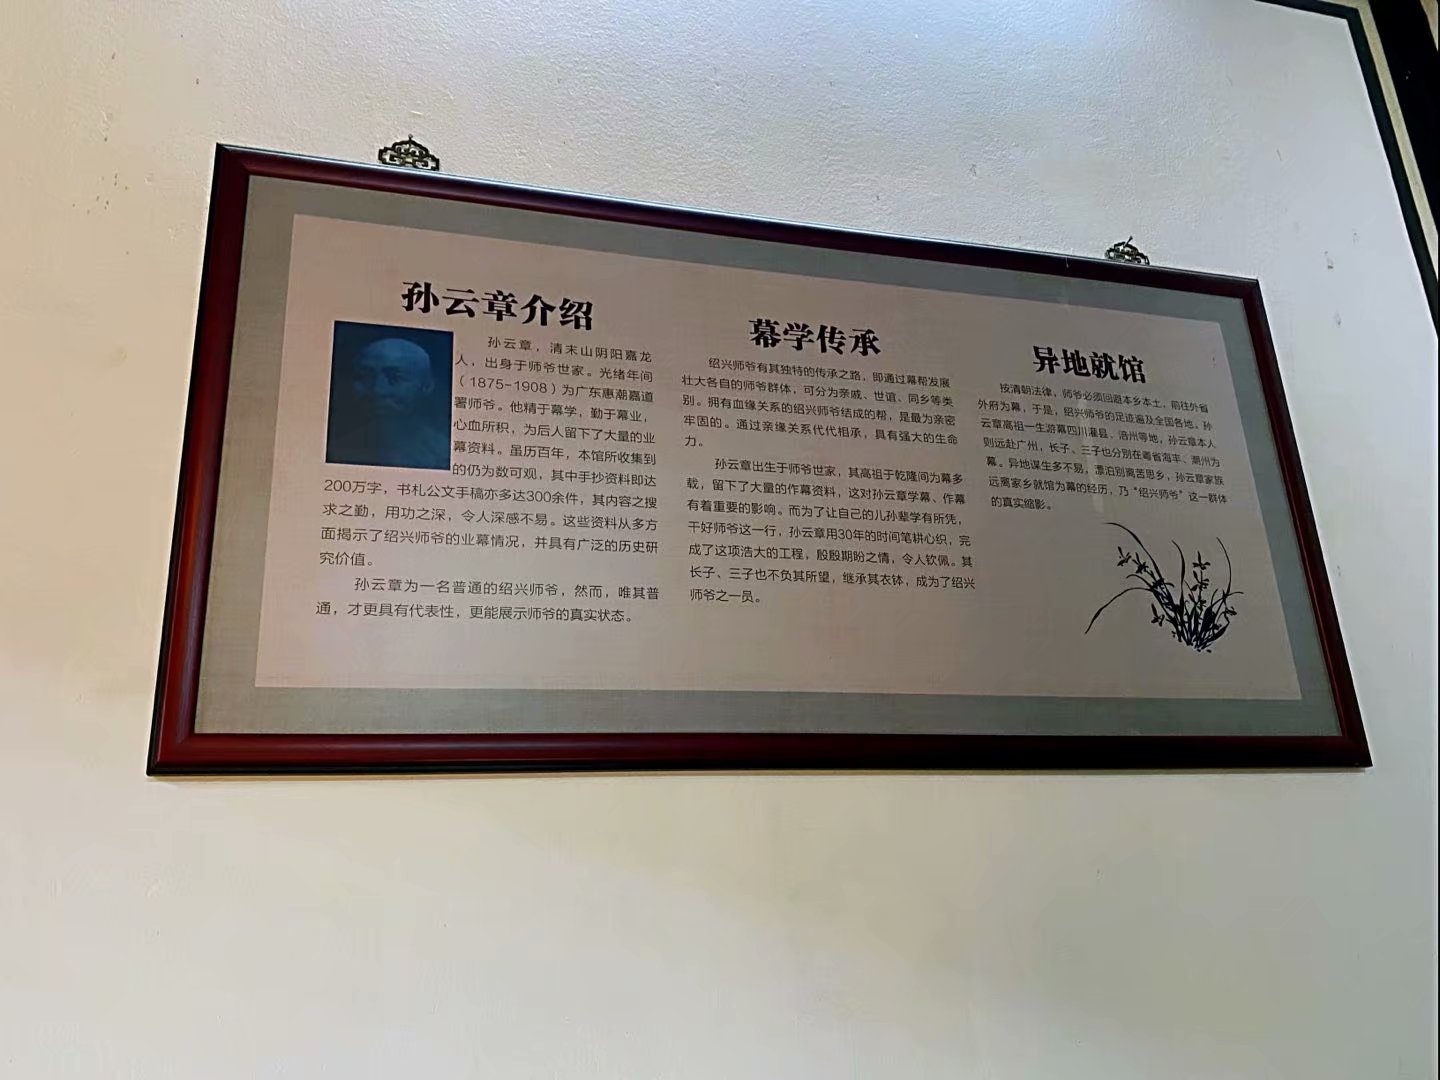 孙云章介绍
孙云章，清末山阴阳嘉龙
人，出身于师爷世家。光绪年间
（1875-1908）为广东惠潮嘉道
署师爷。他精于幕学，勤于幕业，
心血所积，为后人留下了大量的业
幕资料。虽历百年，本馆所收集到
的仍为数可观，其中手抄资料即达
200万字，书札公文手稿亦多达300余件，其内容之搜
求之勤，用功之深，令人深感不易。这些资料从多方
面揭示了绍兴师爷的业幕情况，并具有广泛的历史研
究价值。
孙云章为一名普通的绍兴师爷，然而，唯其普
通，才更具有代表性，更能展示师爷的真实状态。
幕学传承
绍兴师爷有其独特的传承之路，即通过幕帮发展
壮大各自的师爷群体，可分为亲戚、世谊、同乡等类
别。拥有血缘关系的绍兴师爷结成的帮，是最为亲密
牢固的。通过亲缘关系代代相承，具有强大的生命
力。
孙云章出生于师爷世家，其高祖于乾隆间为幕多
载，留下了大量的作幕资料，这对孙云章学幕、作幕
有着重要的影响。而为了让自己的儿孙辈学有所凭，
干好师爷这一行，孙云章用30年的时间笔耕心织，完
成了这项浩大的工程，殷殷期盼之情，令人钦佩。其
长子、三子也不负其所望，继承其衣钵，成为了绍兴
师爷之一员。
异地就馆
按清朝法律，师爷必须回避本乡本土，前往外省
外府为幕，于是，绍兴师爷的足迹遍及全国各地。孙
云章高祖一生游幕四川灌县、涪州等地，孙云章本人
则远赴广州，长子、三子也分别在粤省海丰、潮州为
幕。异地谋生多不易，漂泊别离苦思乡，孙云章家族
远离家乡就馆为幕的经历，乃“绍兴师爷”这一群体
的真实缩影。